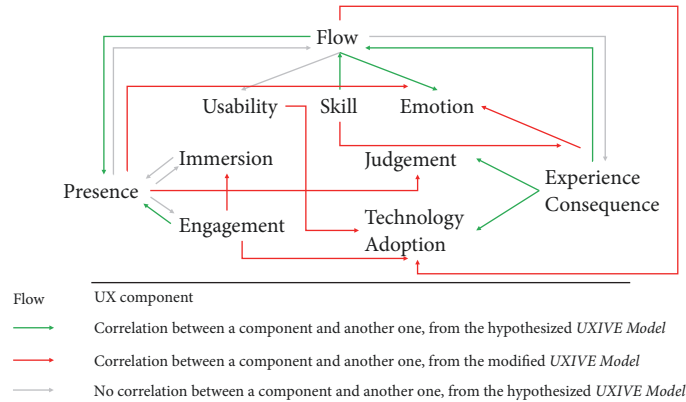 Flow
Usability Skill Emotion
Immersion Judgement
Presence Experience
Consequence
Engagement Technology
Adoption
Flow UX component
Correlation between a component and another one, from the hypothesized UXIVE Model
Correlation between a component and another one, from the modified UXIVE Model
No correlation between a component and another one, from the hypothesized UXIVE Model